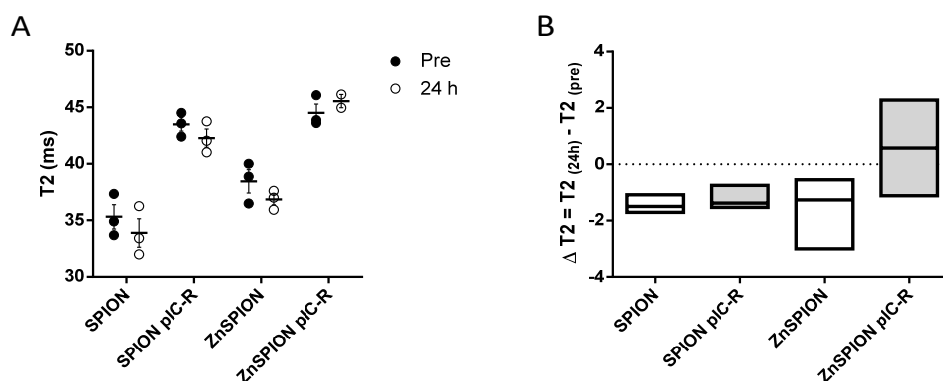 A
T2 (ms)
50
45
40
35
30
SPION
SPION pIC-R
ZnSPION
ZnSPION pIC-R
Pre
24 h
B
Δ T2 = T2 (24h) - T2 (pre)
4
2
0
-2
-4
SPION
SPION pIC-R
ZnSPION
ZnSPION pIC-R